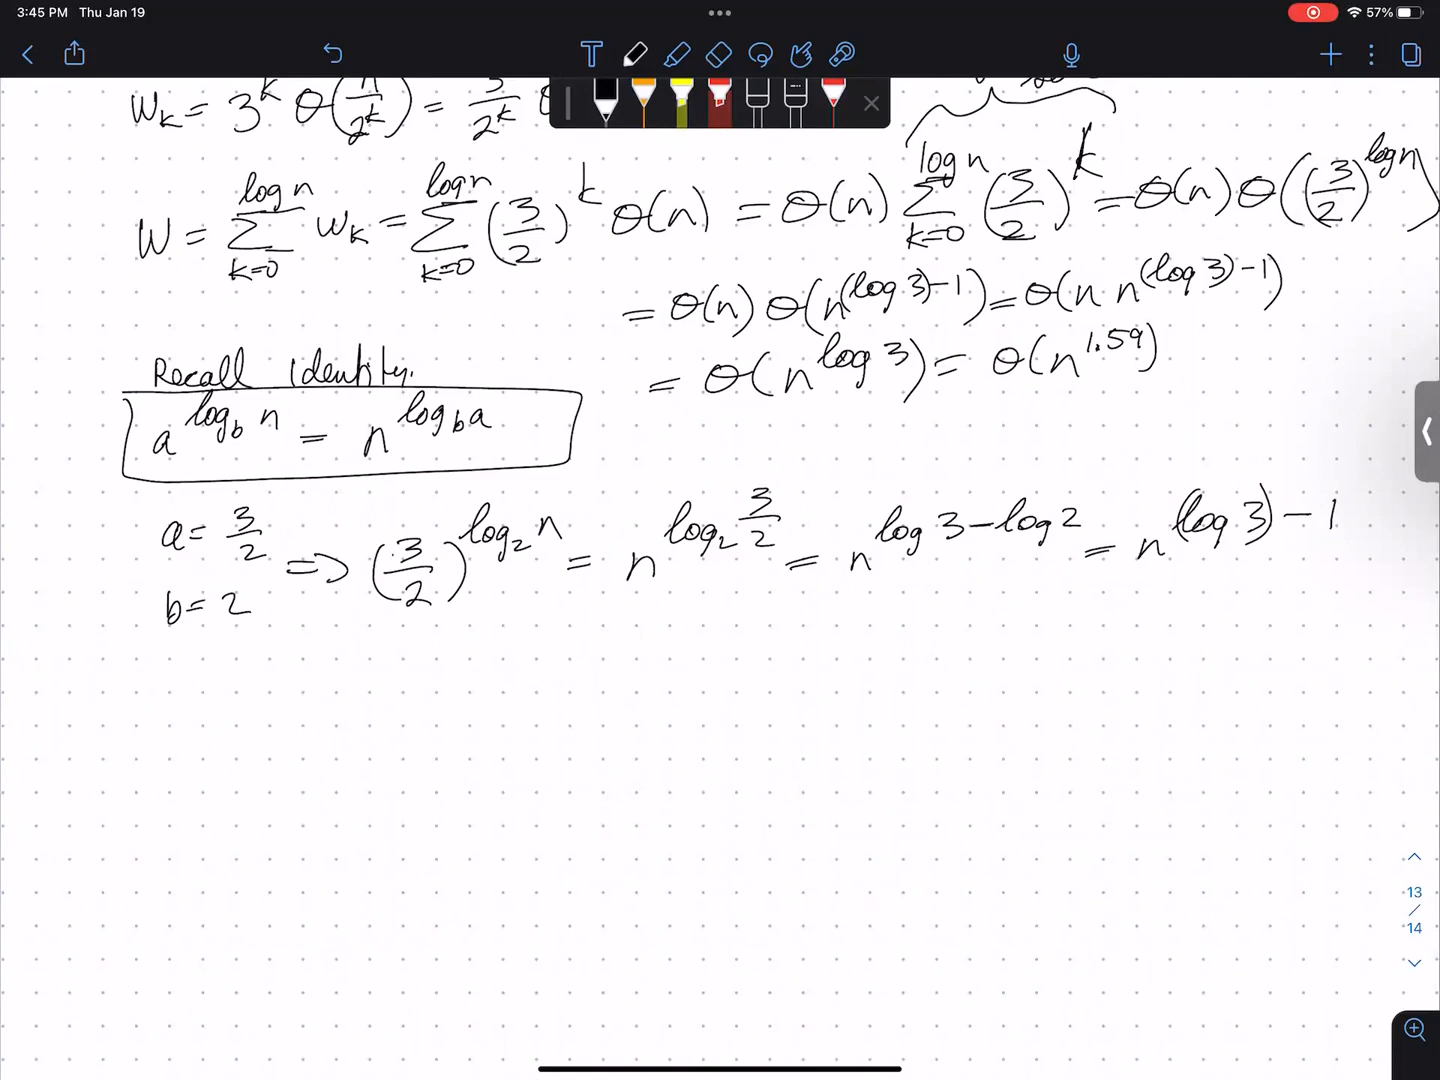 3:45 PM Thu Jan 19
57%
W_k = 3^k Θ(n/2^k) = 3/2^k
W = Σ_{k=0}^{log n} W_k = Σ_{k=0}^{log n} (3/2)^k Θ(n) = Θ(n) Σ_{k=0}^{log n} (3/2)^k = Θ(n) Θ((3/2)^{log n})
= Θ(n) Θ(n^{(log 3)-1}) = Θ(n n^{(log 3)-1})
= Θ(n^{log 3}) = Θ(n^{1.59})
Recall Identity.
a^{log_b n} = n^{log_b a}
a = 3/2
b = 2
=> (3/2)^{log_2 n} = n^{log_2 3/2} = n^{log 3 - log 2} = n^{(log 3) - 1}
13
/
14